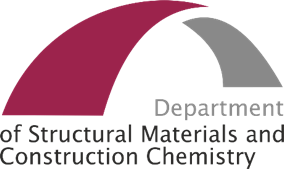 Department
of Structural Materials and
Construction Chemistry